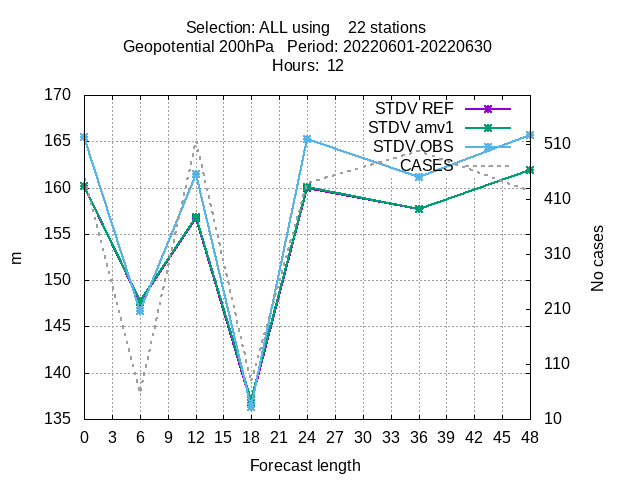 Selection: ALL using    22 stations
Geopotential 200hPa   Period: 20220601-20220630
Hours:  12
170
165
160
155
150
145
140
135
m
STDV REF
STDV amv1
STDV OBS
CASES
510
410
310
210
110
10
No cases
0 3 6 9 12 15 18 21 24 27 30 33 36 39 42 45 48
Forecast length